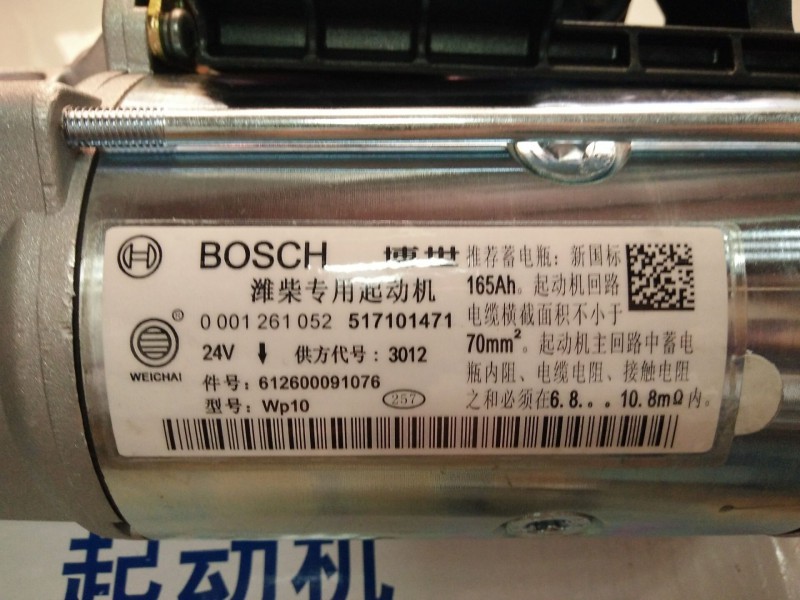 BOSCH 博世
潍柴专用起动机
0 001 261 052 517101471
24V 供方代号：3012
WEICHAI
件号：612600091076
型号：Wp10 257
推荐蓄电瓶：新国标
165Ah。起动机回路
电缆横截面积不小于
70mm²。起动机主回路中蓄电
瓶内阻、电缆电阻、接触电阻
之和必须在6.8...10.8mΩ内。
起动机